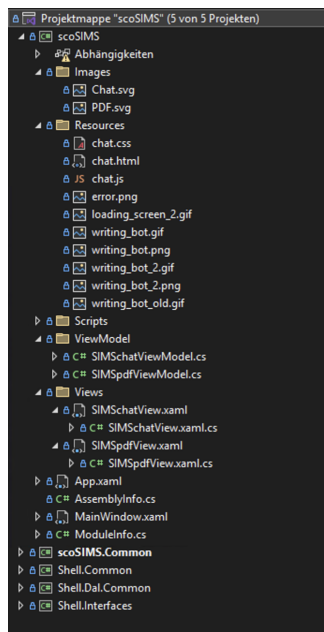 Projektmappe "scoSIMS" (5 von 5 Projekten)
C# scoSIMS
Abhängigkeiten
Images
Chat.svg
PDF.svg
Resources
chat.css
chat.html
JS chat.js
error.png
loading_screen_2.gif
writing_bot.gif
writing_bot.png
writing_bot_2.gif
writing_bot_2.png
writing_bot_old.gif
Scripts
ViewModel
C# SIMSchatViewModel.cs
C# SIMSpdfViewModel.cs
Views
SIMSchatView.xaml
C# SIMSchatView.xaml.cs
SIMSpdfView.xaml
C# SIMSpdfView.xaml.cs
App.xaml
C# AssemblyInfo.cs
MainWindow.xaml
C# ModuleInfo.cs
C# scoSIMS.Common
C# Shell.Common
C# Shell.Dal.Common
C# Shell.Interfaces